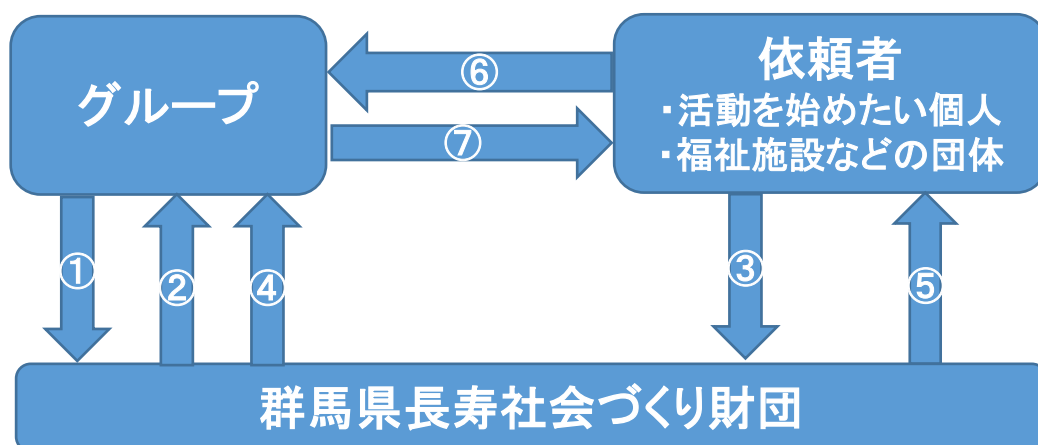 グループ
依頼者
・活動を始めたい個人
・福祉施設などの団体
⑥
⑦
①
②
④
③
⑤
群馬県長寿社会づくり財団